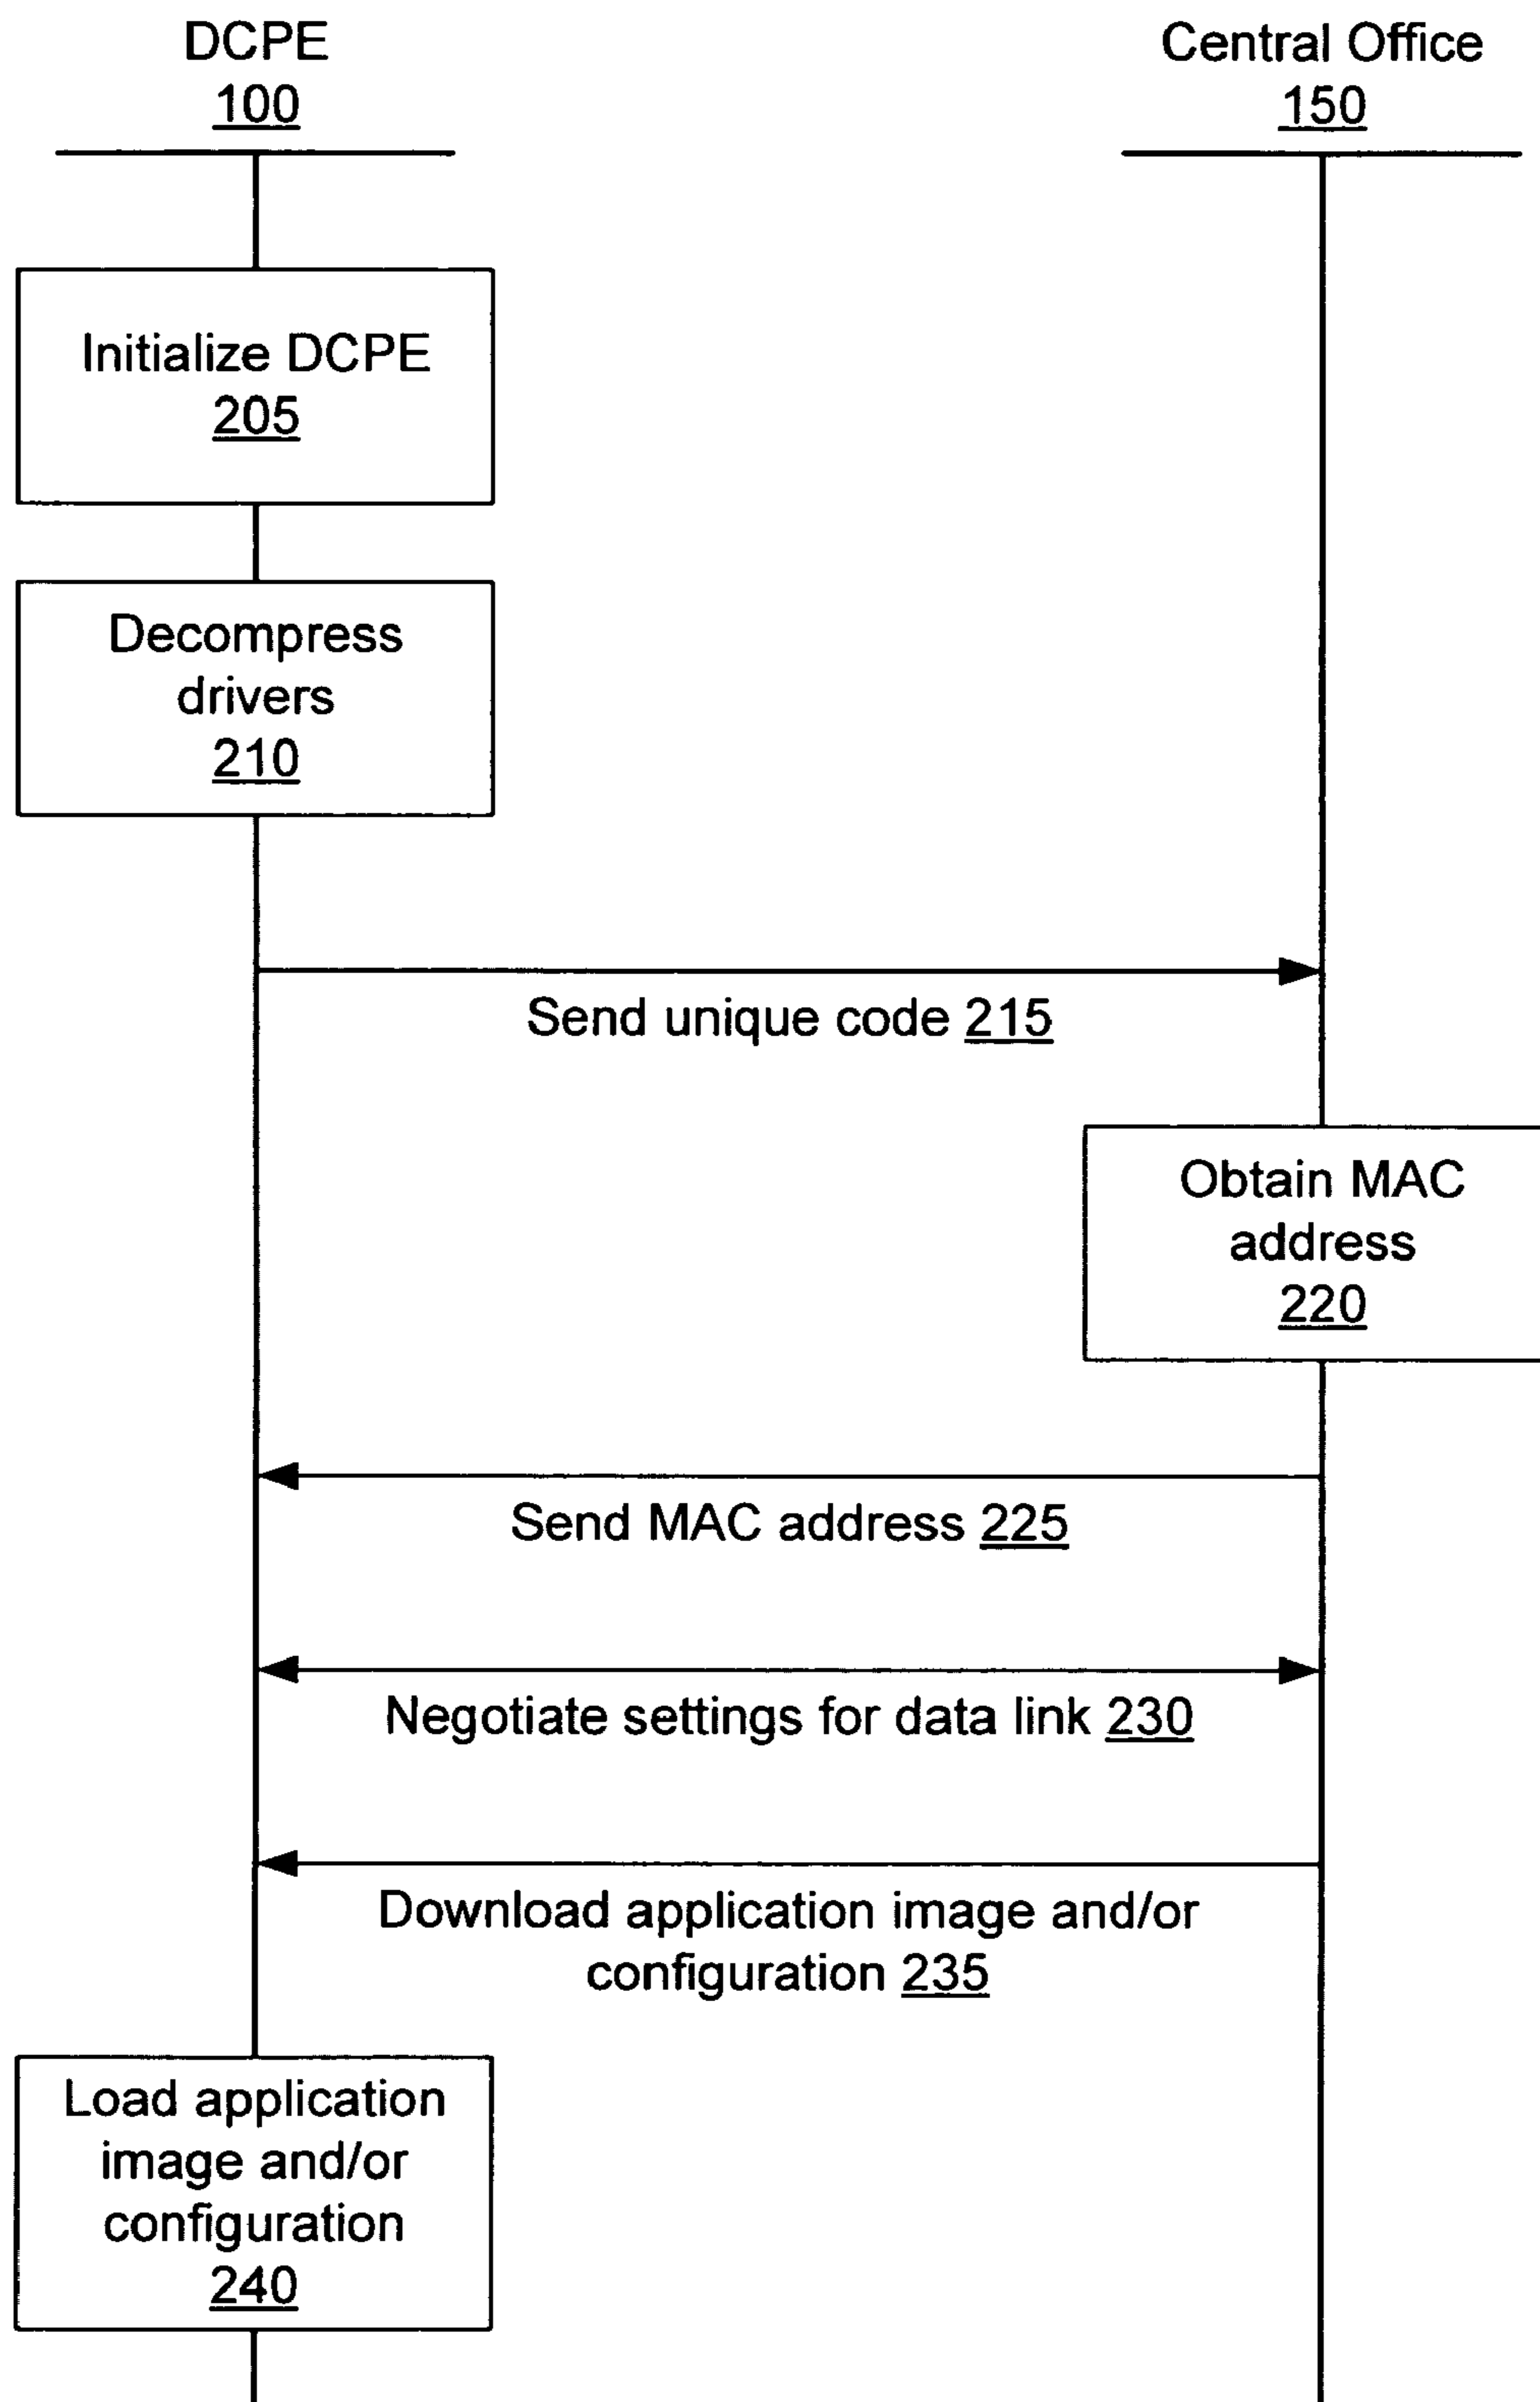 DCPE
100
Central Office
150
Initialize DCPE
205
Decompress
drivers
210
Send unique code 215
Obtain MAC
address
220
Send MAC address 225
Negotiate settings for data link 230
Download application image and/or
configuration 235
Load application
image and/or
configuration
240